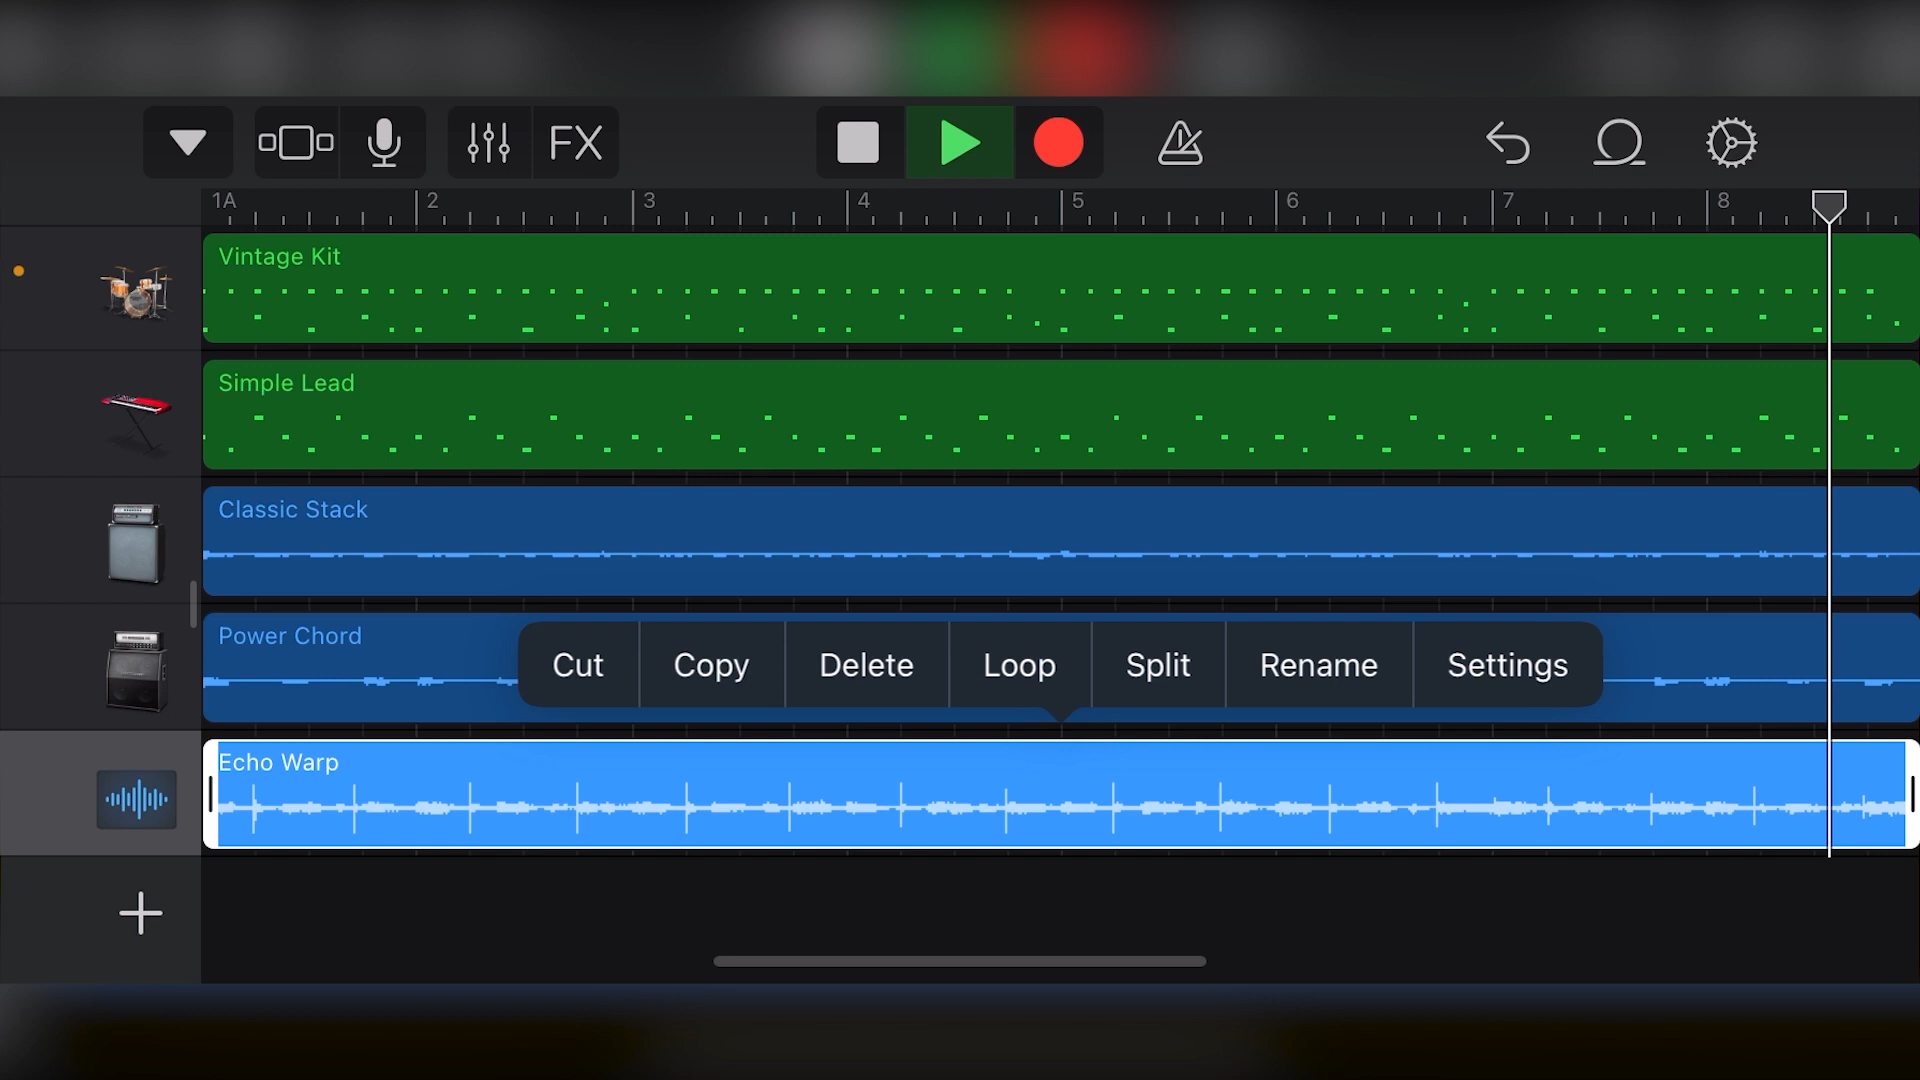 FX
1A 2 3 4 5 6 7 8
Vintage Kit
Simple Lead
Classic Stack
Power Chord
Cut Copy Delete Loop Split Rename Settings
Echo Warp